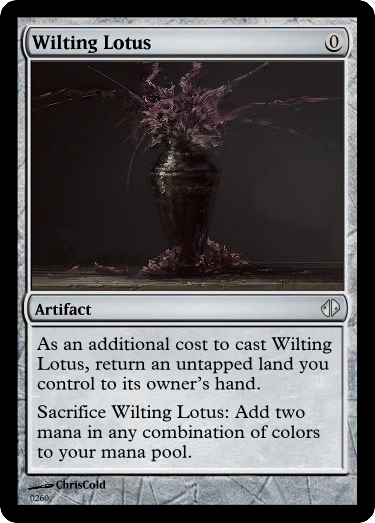 Wilting Lotus 0
Artifact
As an additional cost to cast Wilting
Lotus, return an untapped land you
control to its owner's hand.
Sacrifice Wilting Lotus: Add two
mana in any combination of colors
to your mana pool.
ChrisCold
0260